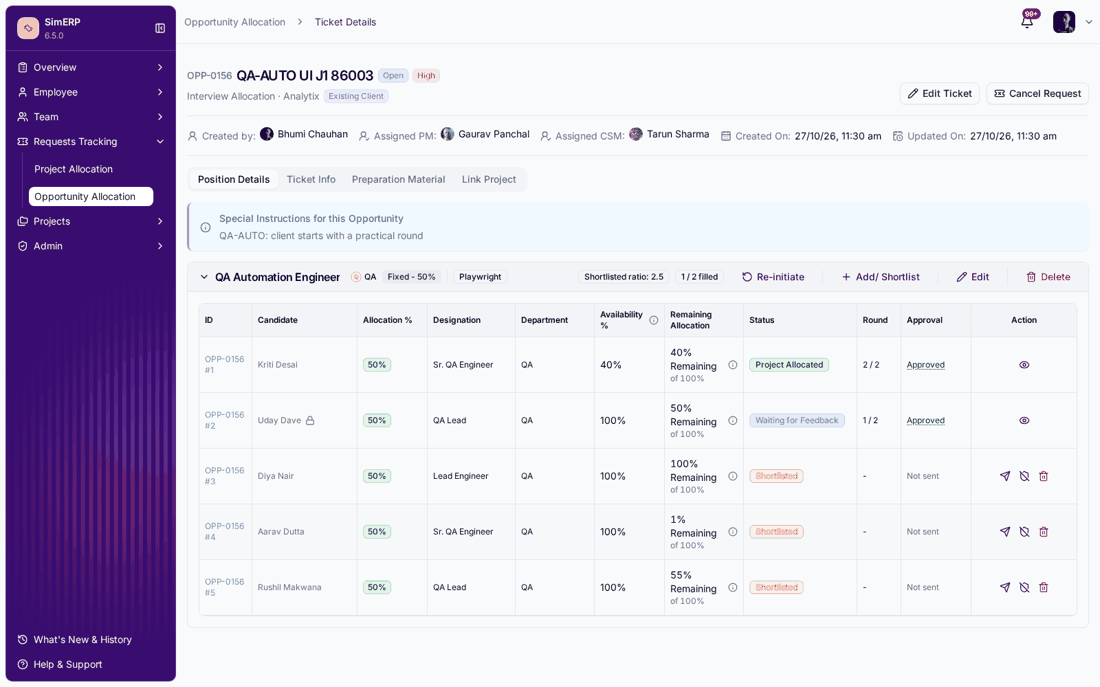 SimERP
6.5.0
Overview
Employee
Team
Requests Tracking
Project Allocation
Opportunity Allocation
Projects
Admin
What's New & History
Help & Support
Opportunity Allocation > Ticket Details
99+
OPP-0156 QA-AUTO UI J1 86003 Open High
Interview Allocation · Analytix Existing Client
Edit Ticket Cancel Request
Created by: Bhumi Chauhan Assigned PM: Gaurav Panchal Assigned CSM: Tarun Sharma Created On: 27/10/26, 11:30 am Updated On: 27/10/26, 11:30 am
Position Details Ticket Info Preparation Material Link Project
Special Instructions for this Opportunity
QA-AUTO: client starts with a practical round
QA Automation Engineer QA Fixed - 50% Playwright Shortlisted ratio: 2.5 1 / 2 filled Re-initiate Add/ Shortlist Edit Delete
ID Candidate Allocation % Designation Department Availability % Remaining Allocation Status Round Approval Action
OPP-0156 #1 Kriti Desai 50% Sr. QA Engineer QA 40% 40% Remaining of 100% Project Allocated 2 / 2 Approved
OPP-0156 #2 Uday Dave 50% QA Lead QA 100% 50% Remaining of 100% Waiting for Feedback 1 / 2 Approved
OPP-0156 #3 Diya Nair 50% Lead Engineer QA 100% 100% Remaining of 100% Shortlisted - Not sent
OPP-0156 #4 Aarav Dutta 50% Sr. QA Engineer QA 100% 1% Remaining of 100% Shortlisted - Not sent
OPP-0156 #5 Rushil Makwana 50% QA Lead QA 100% 55% Remaining of 100% Shortlisted - Not sent